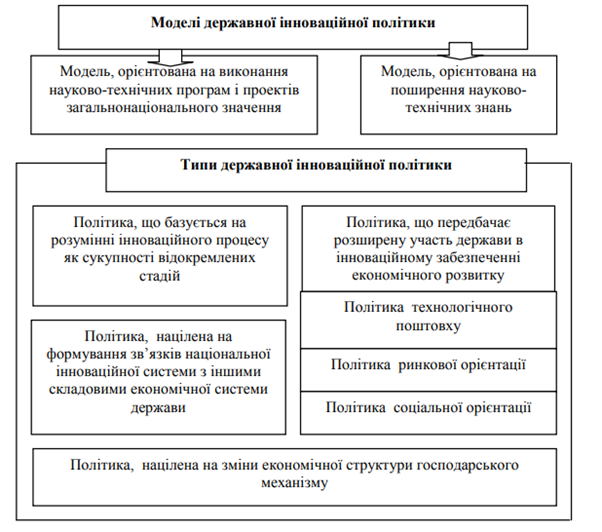 Моделі державної інноваційної політики
Модель, орієнтована на виконання
науково-технічних програм і проектів
загальнонаціонального значення
Модель, орієнтована на
поширення науково-
технічних знань
Типи державної інноваційної політики
Політика, що базується на
розумінні інноваційного процесу
як сукупності відокремлених
стадій
Політика, що передбачає
розширену участь держави в
інноваційному забезпеченні
економічного розвитку
Політика технологічного
поштовху
Політика, націлена на
формування зв’язків національної
інноваційної системи з іншими
складовими економічної системи
держави
Політика ринкової орієнтації
Політика соціальної орієнтації
Політика, націлена на зміни економічної структури господарського
механізму